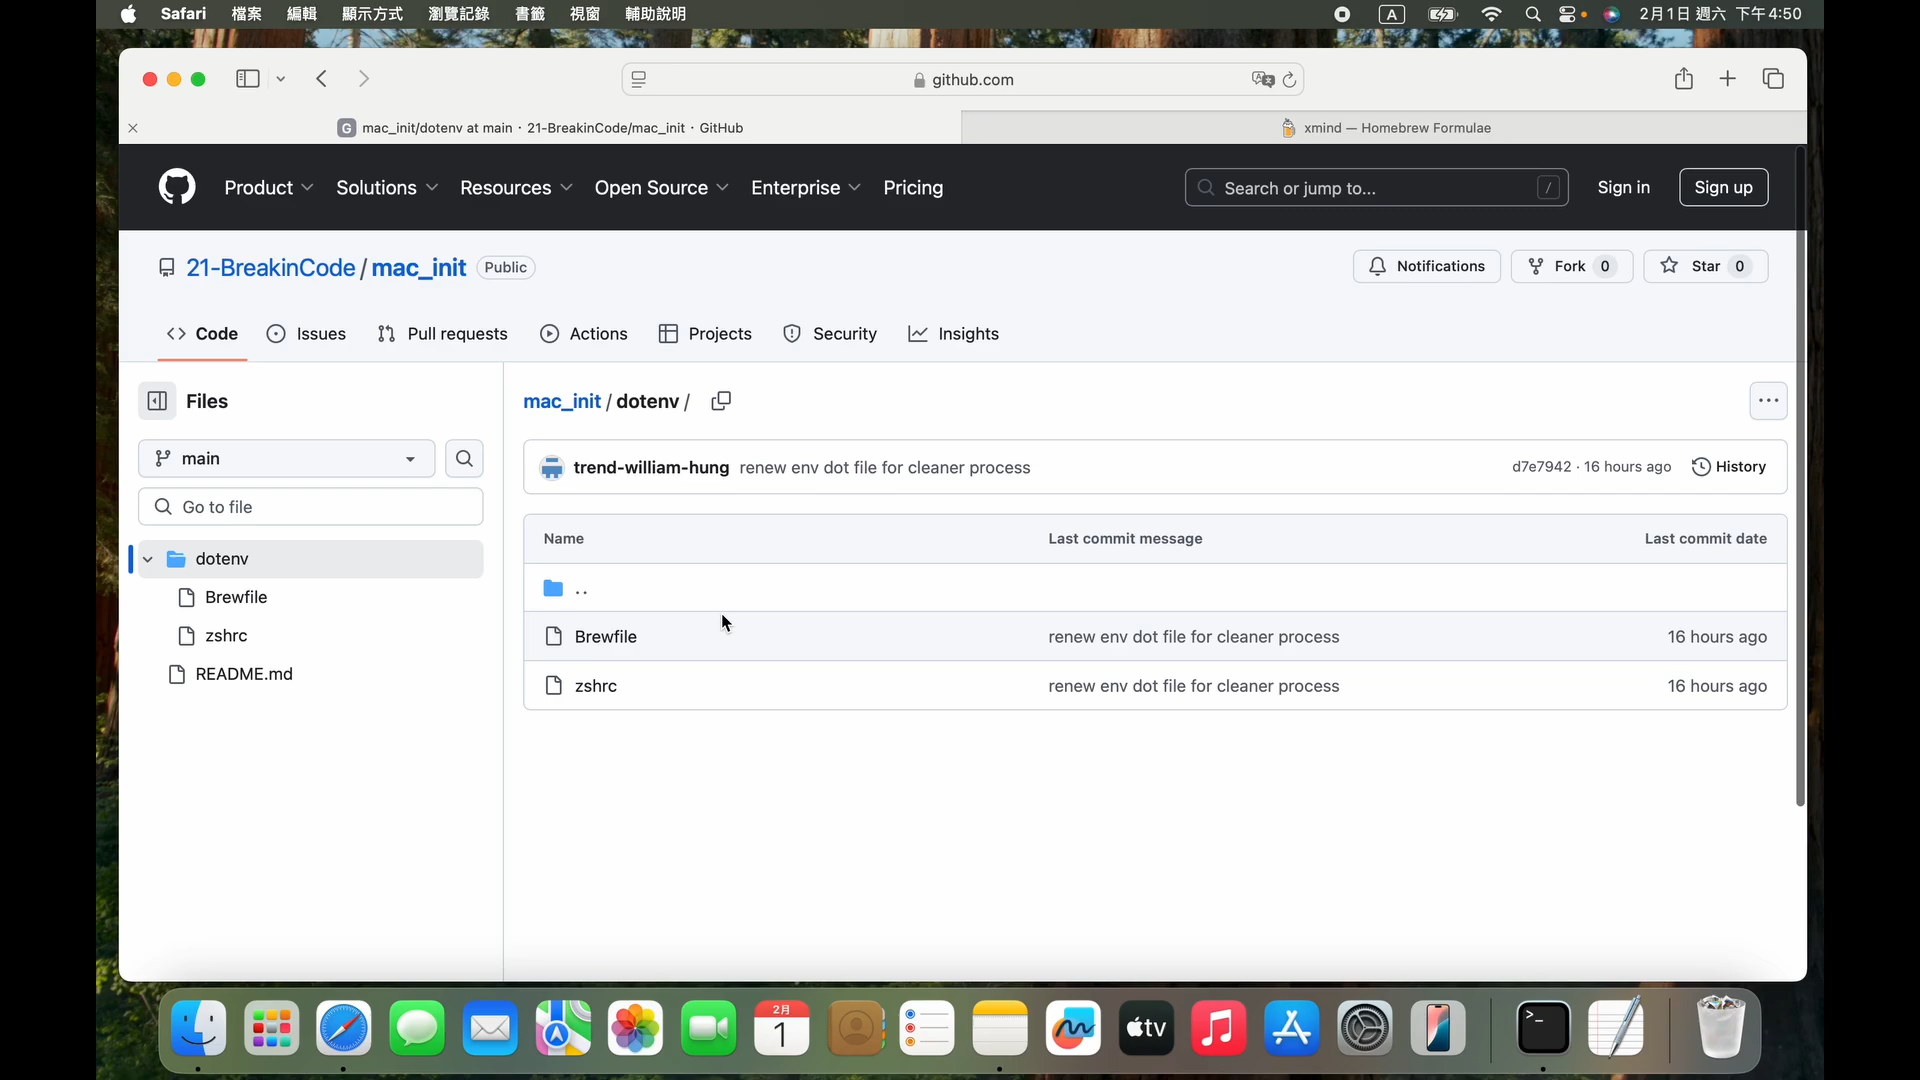 Safari 檔案 編輯 顯示方式 瀏覽記錄 書籤 視窗 輔助說明 A 2月1日 週六 下午4:50
github.com
G mac_init/dotenv at main · 21-BreakinCode/mac_init · GitHub
xmind — Homebrew Formulae
Product Solutions Resources Open Source Enterprise Pricing Search or jump to... / Sign in Sign up
21-BreakinCode / mac_init Public Notifications Fork 0 Star 0
Code Issues Pull requests Actions Projects Security Insights
Files
main
Go to file
dotenv
Brewfile
zshrc
README.md
mac_init / dotenv /
trend-william-hung renew env dot file for cleaner process d7e7942 · 16 hours ago History
Name Last commit message Last commit date
..
Brewfile renew env dot file for cleaner process 16 hours ago
zshrc renew env dot file for cleaner process 16 hours ago
2月
1
tv
>_